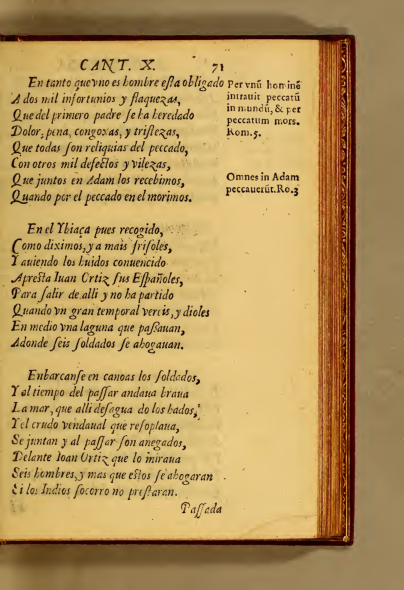 CANT. X. 71
En tanto que vno es hombre eſta obligado
A dos mil infortunios y flaquezas,
Que del primero padre ſe ha heredado
Dolor, pena, congoxas, y triſtezas,
Que todas ſon reliquias del peccado,
Con otros mil defectos y vilezas,
Que juntos en Adam los recebimos,
Quando por el peccado en el morimos.
Per vnũ hominẽ
intrauit peccatũ
in mundũ, & per
peccatum mors.
Rom. 5.
Omnes in Adam
peccauerũt. Ro. 3
En el Ybiaça pues recogido,
Como diximos, ya mais friſoles,
Y auiendo los huidos conuencido
Apreſta Iuan Ortiz ſus Eſpañoles,
Para ſalir de alli y no ha partido
Quando vn gran temporal vereis, y dioles
En medio vna laguna que paſſauan,
Adonde ſeis ſoldados ſe ahogauan.
Enbarcanſe en canoas los ſoldados,
Y al tiempo del paſſar andaua braua
La mar, que alli deſagua do los hados,
Y el crudo vendaual que reſoplaua,
Se juntan y al paſſar ſon anegados,
Delante Ioan Ortiz que lo miraua
Seis hombres, y mas que eſtos ſe ahogaran
Si los Indios ſocorro no preſtaran.
Paſſada